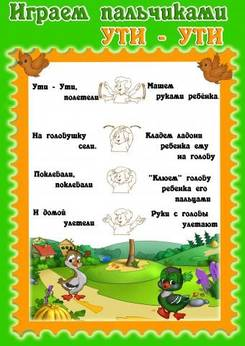 Играем пальчиками
УТИ - УТИ
Ути - Ути,
полетели
Машем
руками ребенка
На головушку
сели.
Кладем ладони
ребенка ему
на голову
Поклевали,
поклевали
"Клюем" голову
ребенка его
пальцами
И домой
улетели
Руки с головы
улетают